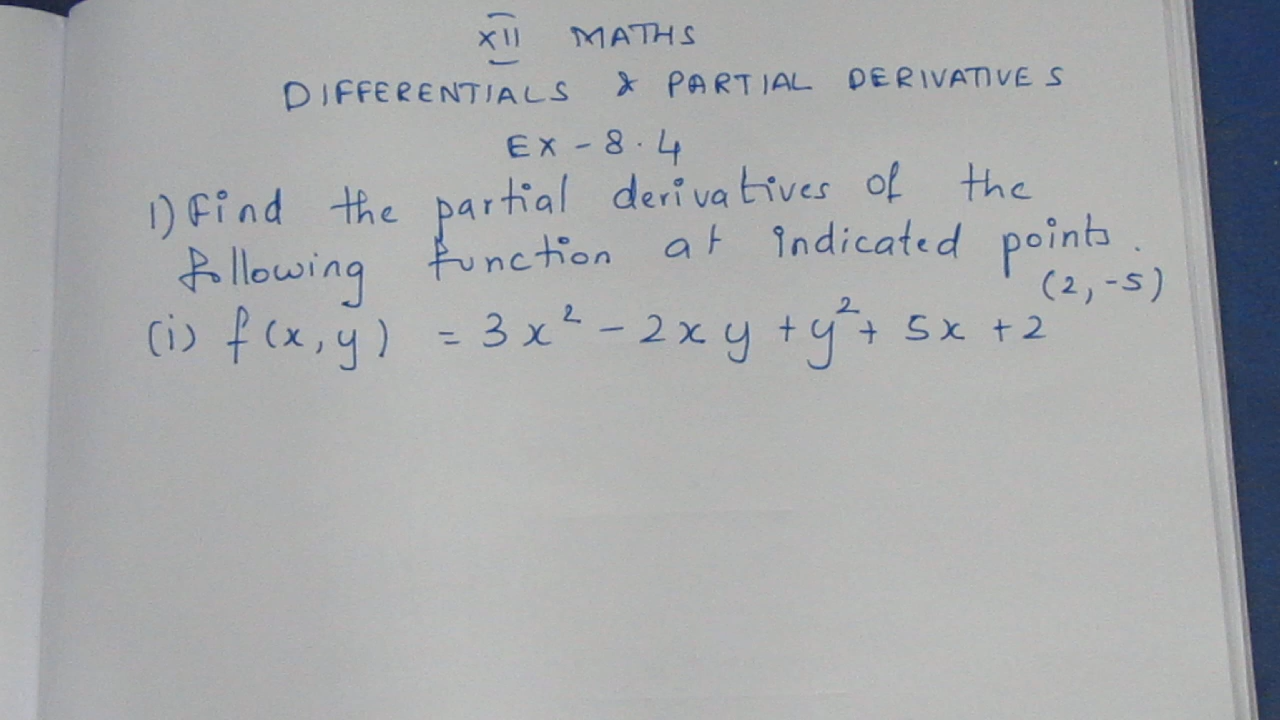 XII MATHS
DIFFERENTIALS & PARTIAL DERIVATIVES
EX - 8.4
1) Find the partial derivatives of the
following function at indicated points.
(2, -5)
(i) f(x, y) = 3x² - 2xy + y² + 5x + 2